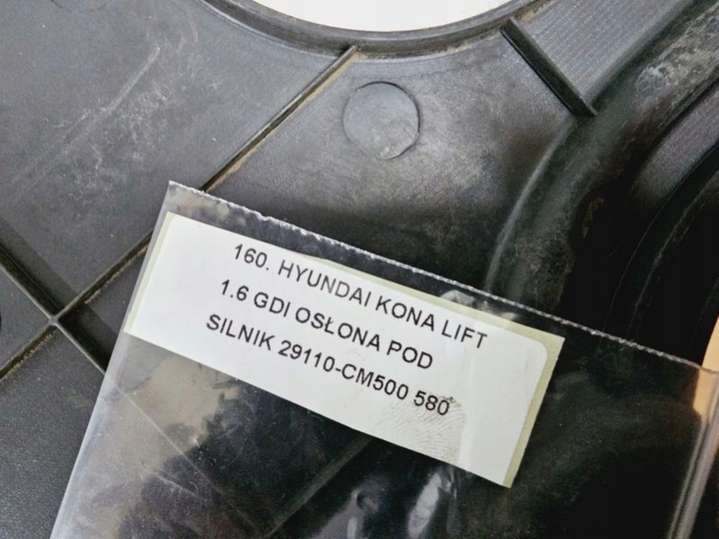 160. HYUNDAI KONA LIFT
1.6 GDI OSŁONA POD
SILNIK 29110-CM500 580